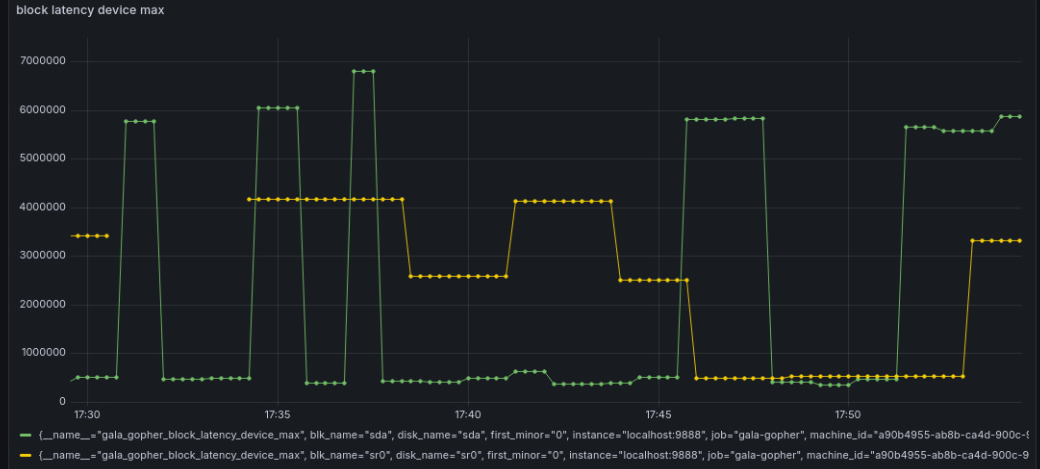 block latency device max
7000000
6000000
5000000
4000000
3000000
2000000
1000000
0
17:30 17:35 17:40 17:45 17:50
{__name__="gala_gopher_block_latency_device_max", blk_name="sda", disk_name="sda", first_minor="0", instance="localhost:9888", job="gala-gopher", machine_id="a90b4955-ab8b-ca4d-900c-9
{__name__="gala_gopher_block_latency_device_max", blk_name="sr0", disk_name="sr0", first_minor="0", instance="localhost:9888", job="gala-gopher", machine_id="a90b4955-ab8b-ca4d-900c-9